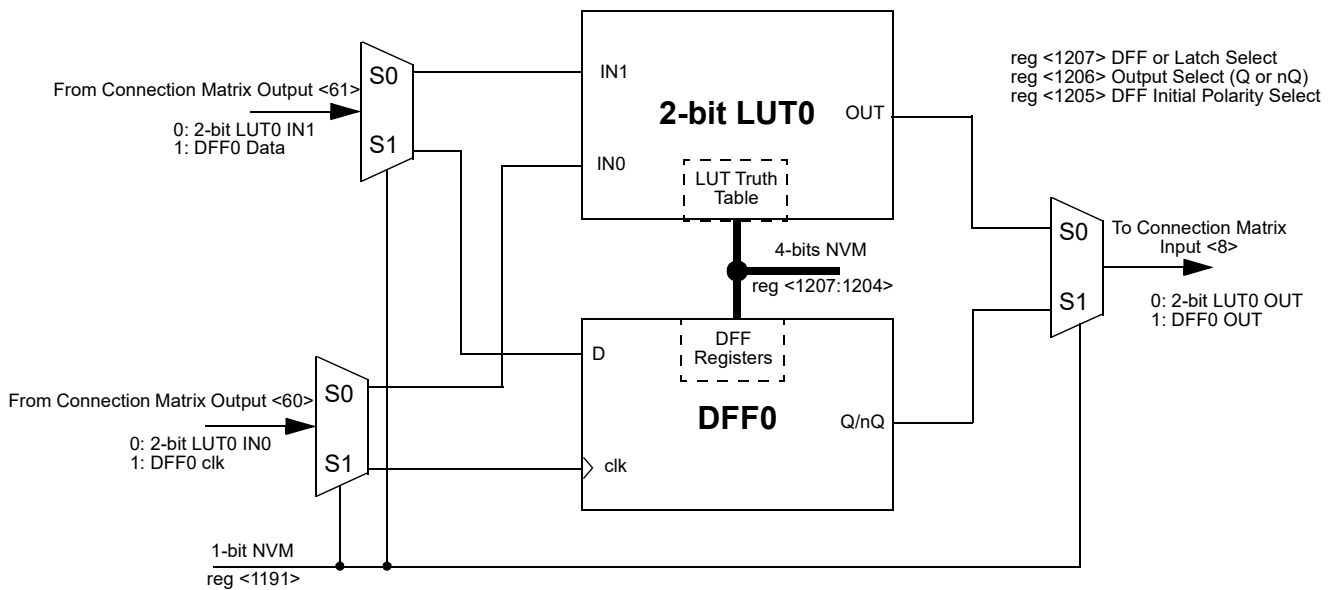 From Connection Matrix Output <61>
0: 2-bit LUT0 IN1
1: DFF0 Data
S0
S1
IN1
IN0
2-bit LUT0
OUT
LUT Truth
Table
reg <1207> DFF or Latch Select
reg <1206> Output Select (Q or nQ)
reg <1205> DFF Initial Polarity Select
4-bits NVM
reg <1207:1204>
S0
S1
To Connection Matrix
Input <8>
0: 2-bit LUT0 OUT
1: DFF0 OUT
From Connection Matrix Output <60>
0: 2-bit LUT0 IN0
1: DFF0 clk
S0
S1
D
DFF
Registers
DFF0
Q/nQ
clk
1-bit NVM
reg <1191>